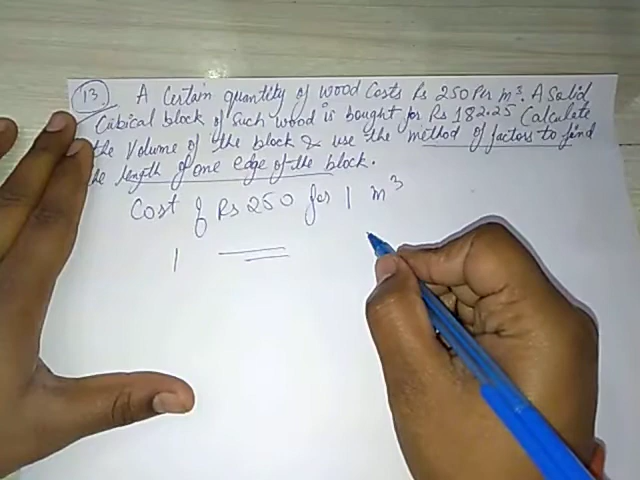 13. A Certain quantity of wood Costs Rs 250 Per m³. A Solid
Cubical block of Such wood is bought for Rs 182.25 Calculate
the Volume of the block & use the method of factors to find
he length of one edge of the block.
Cost of Rs 250 for 1 m³
1